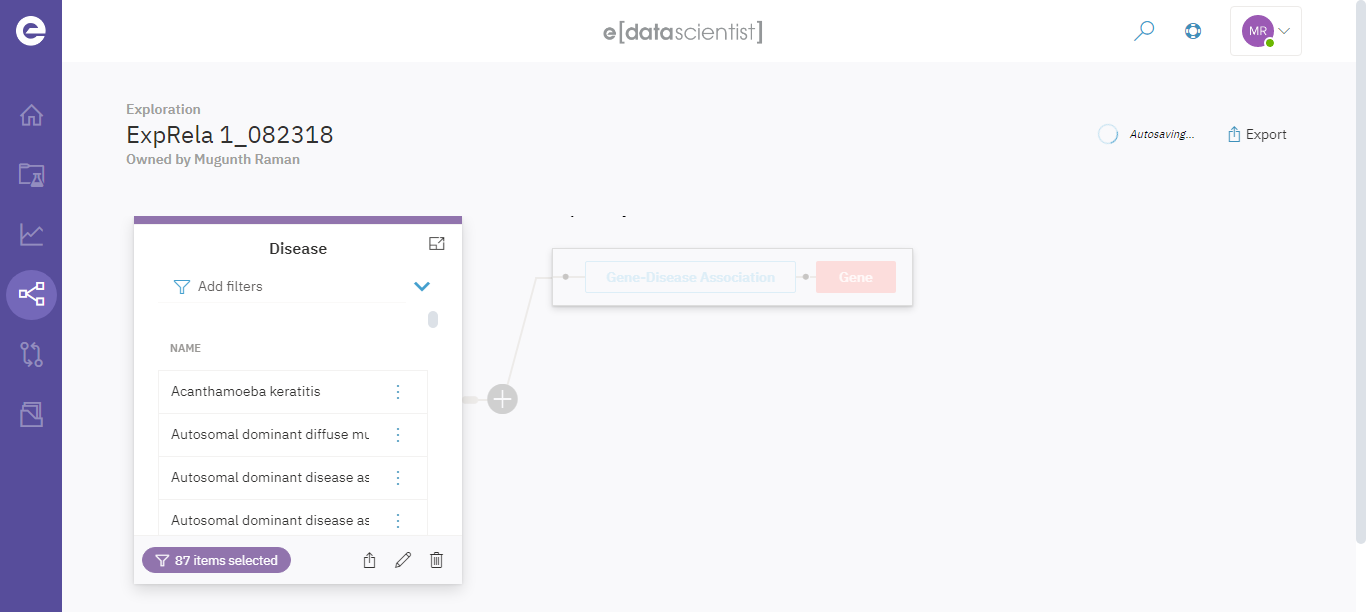 e[datascientist]
MR
Exploration
ExpRela 1_082318
Owned by Mugunth Raman
Autosaving...
Export
Disease
Add filters
NAME
Acanthamoeba keratitis
Autosomal dominant diffuse mu
Autosomal dominant disease as
Autosomal dominant disease as
87 items selected
Gene-Disease Association
Gene